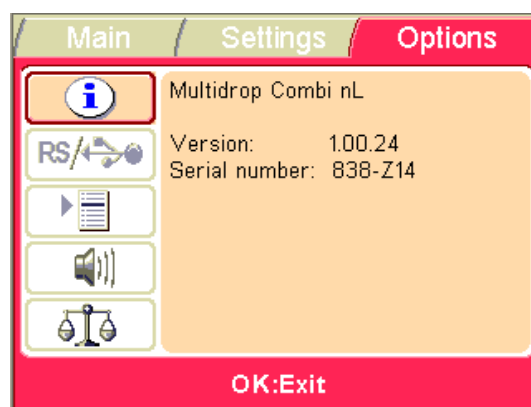 Main Settings Options
i
Multidrop Combi nL
RS/
Version: 1.00.24
Serial number: 838-Z14
OK:Exit